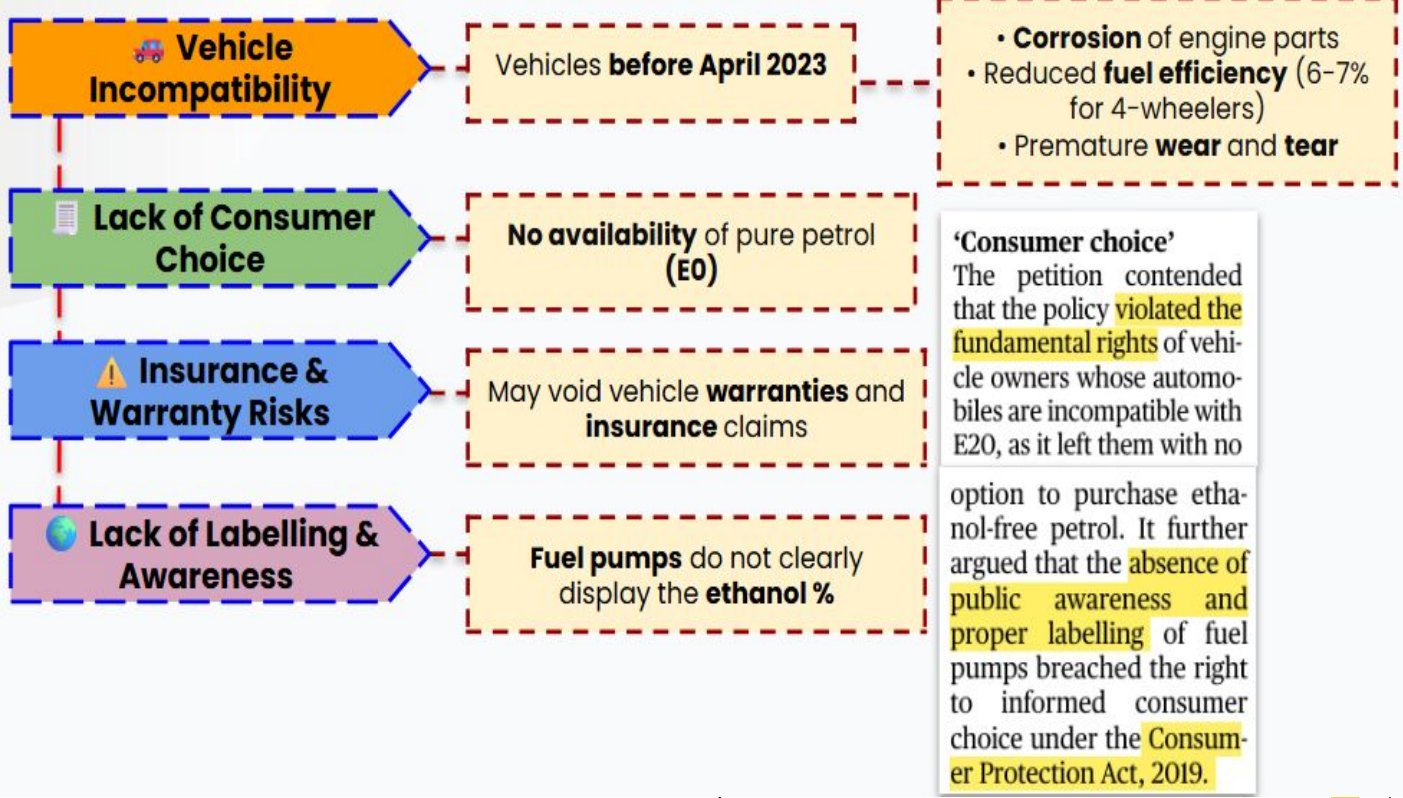 🚗 Vehicle
Incompatibility
Vehicles before April 2023
• Corrosion of engine parts
• Reduced fuel efficiency (6-7%
for 4-wheelers)
• Premature wear and tear
🧾 Lack of Consumer
Choice
No availability of pure petrol
(E0)
⚠️ Insurance &
Warranty Risks
May void vehicle warranties and
insurance claims
🌍 Lack of Labelling &
Awareness
Fuel pumps do not clearly
display the ethanol %
‘Consumer choice’
The petition contended
that the policy violated the
fundamental rights of vehi-
cle owners whose automo-
biles are incompatible with
E20, as it left them with no
option to purchase etha-
nol-free petrol. It further
argued that the absence of
public awareness and
proper labelling of fuel
pumps breached the right
to informed consumer
choice under the Consum-
er Protection Act, 2019.